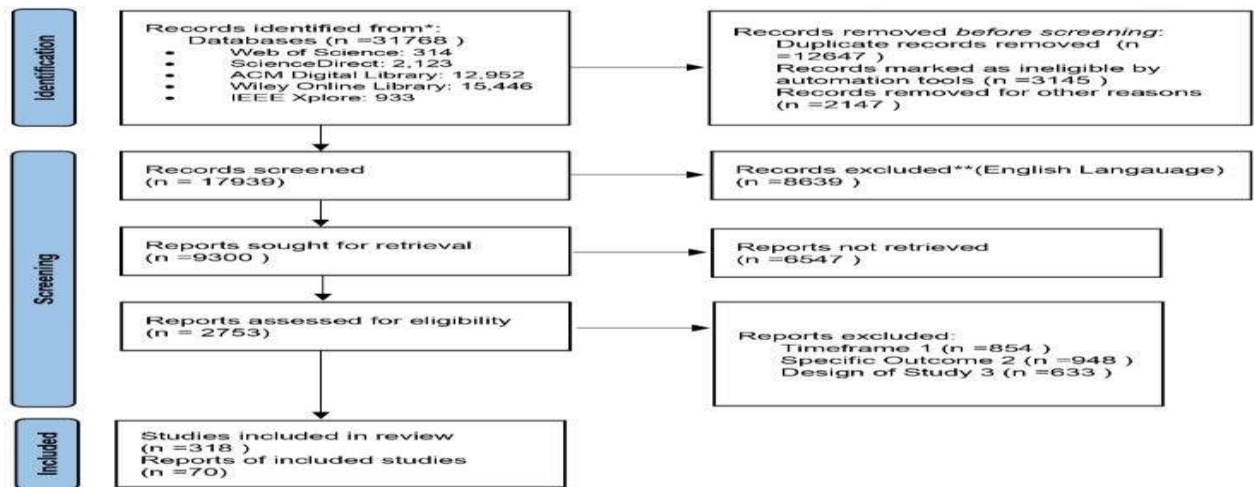 Identification
Records identified from*:
Databases (n =31768 )
• Web of Science: 314
• ScienceDirect: 2,123
• ACM Digital Library: 12,952
• Wiley Online Library: 15,446
• IEEE Xplore: 933
Records removed before screening:
Duplicate records removed (n
=12647 )
Records marked as ineligible by
automation tools (n =3145 )
Records removed for other reasons
(n =2147 )
Screening
Records screened
(n = 17939)
Records excluded**(English Langauage)
(n =8639 )
Reports sought for retrieval
(n =9300 )
Reports not retrieved
(n =6547 )
Reports assessed for eligibility
(n = 2753)
Reports excluded:
Timeframe 1 (n =854 )
Specific Outcome 2 (n =948 )
Design of Study 3 (n =633 )
Included
Studies included in review
(n =318 )
Reports of included studies
(n =70)